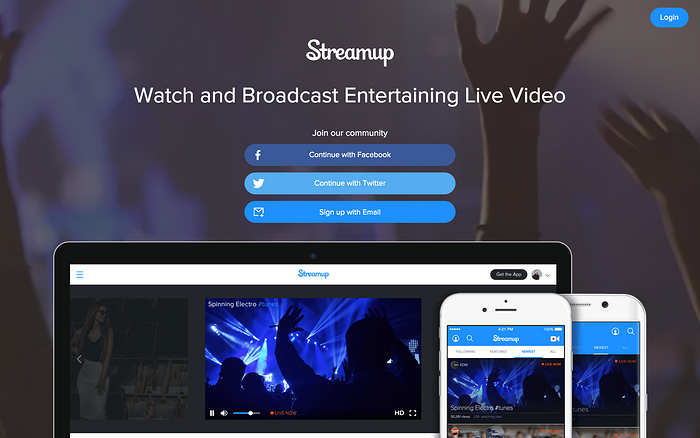 Login
Streamup
Watch and Broadcast Entertaining Live Video
Join our community
Continue with Facebook
Continue with Twitter
Sign up with Email
Streamup
Get the App
Spinning Electro #tunes
LIVE NOW
HD
4:21 PM
100%
Streamup
FOLLOWING
FEATURED
NEWEST
ALL
EDM
LIVE NOW
Spinning Electro #tunes
NEWEST
ALL
LIVE NOW